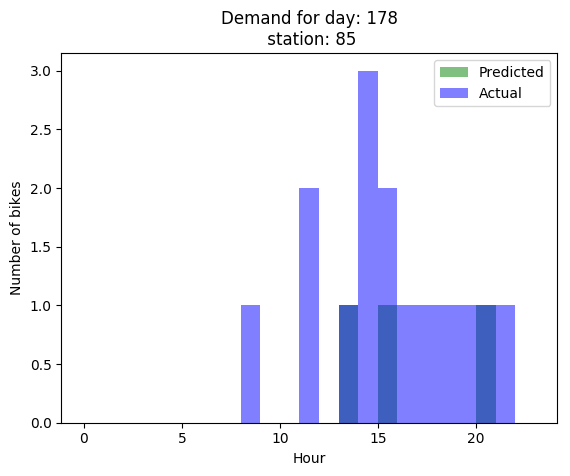 Demand for day: 178
station: 85
Predicted
Actual
3.0
2.5
2.0
1.5
1.0
0.5
0.0
Number of bikes
0 5 10 15 20
Hour